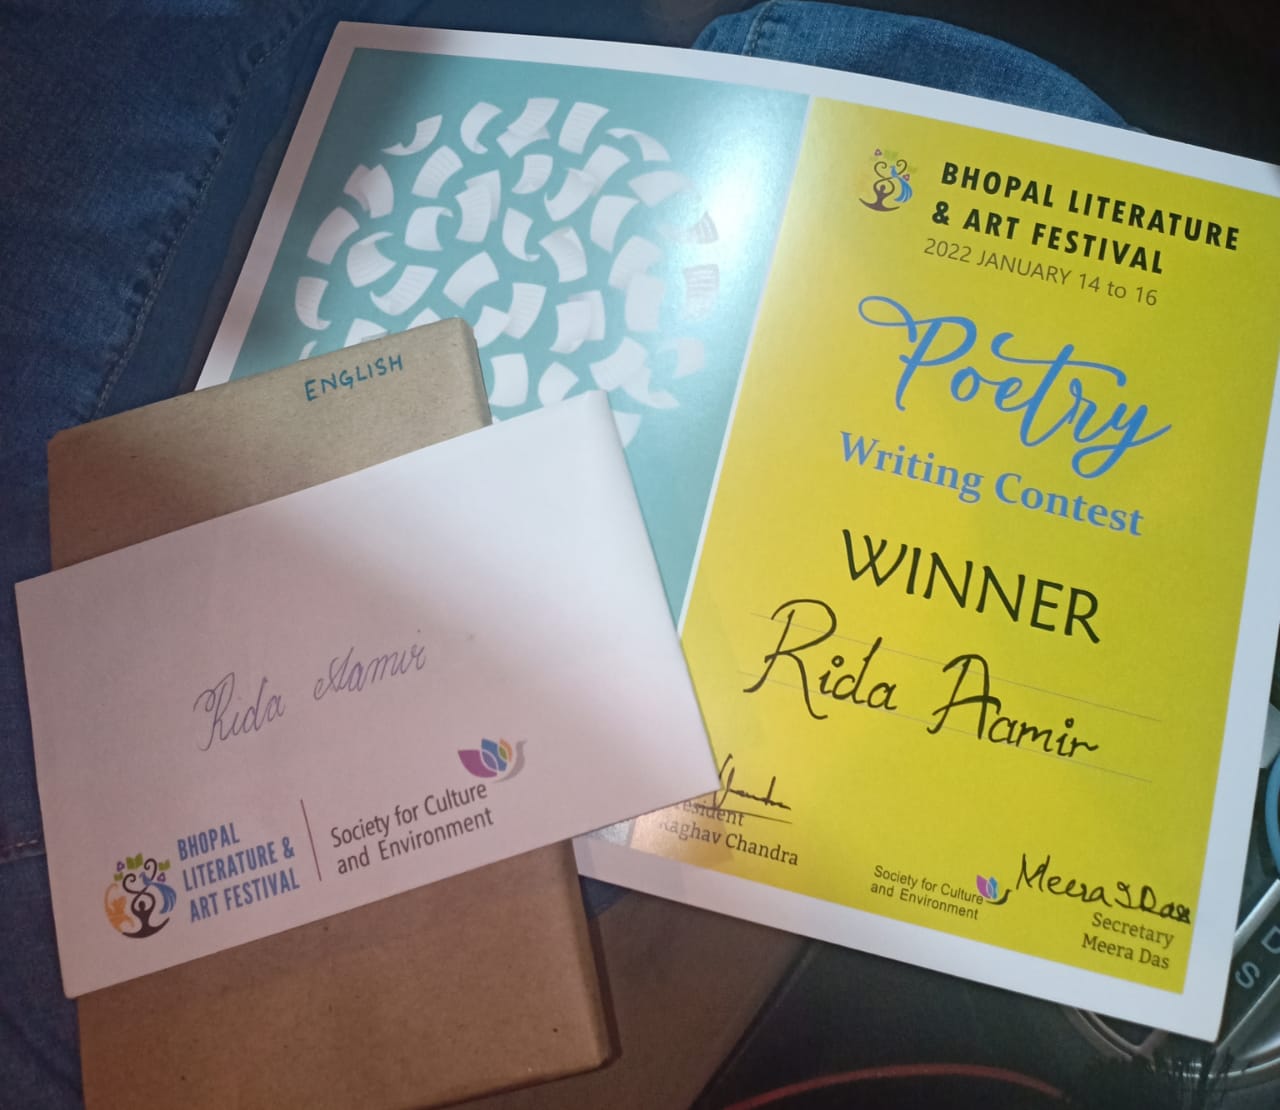 BHOPAL LITERATURE
& ART FESTIVAL
2022 JANUARY 14 to 16
Poetry
Writing Contest
WINNER
Rida Aamir
Raghav Chandra
Society for Culture
and Environment
Meera J Das
Secretary
Meera Das
ENGLISH
Rida Aamir
BHOPAL
LITERATURE &
ART FESTIVAL
Society for Culture
and Environment
D
S